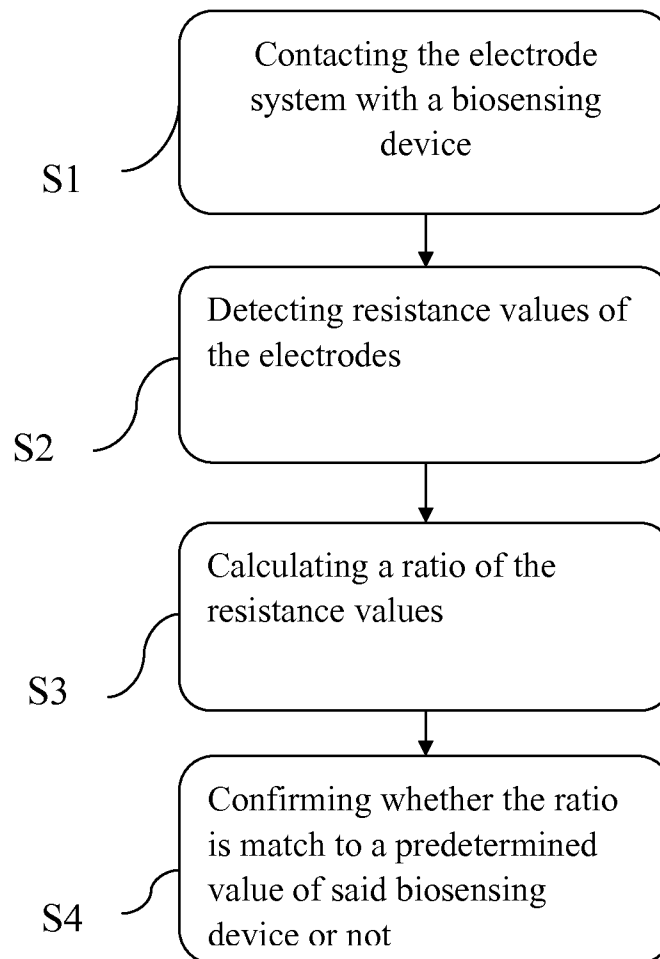 Contacting the electrode
system with a biosensing
device
S1
Detecting resistance values of
the electrodes
S2
Calculating a ratio of the
resistance values
S3
Confirming whether the ratio
is match to a predetermined
value of said biosensing
device or not
S4